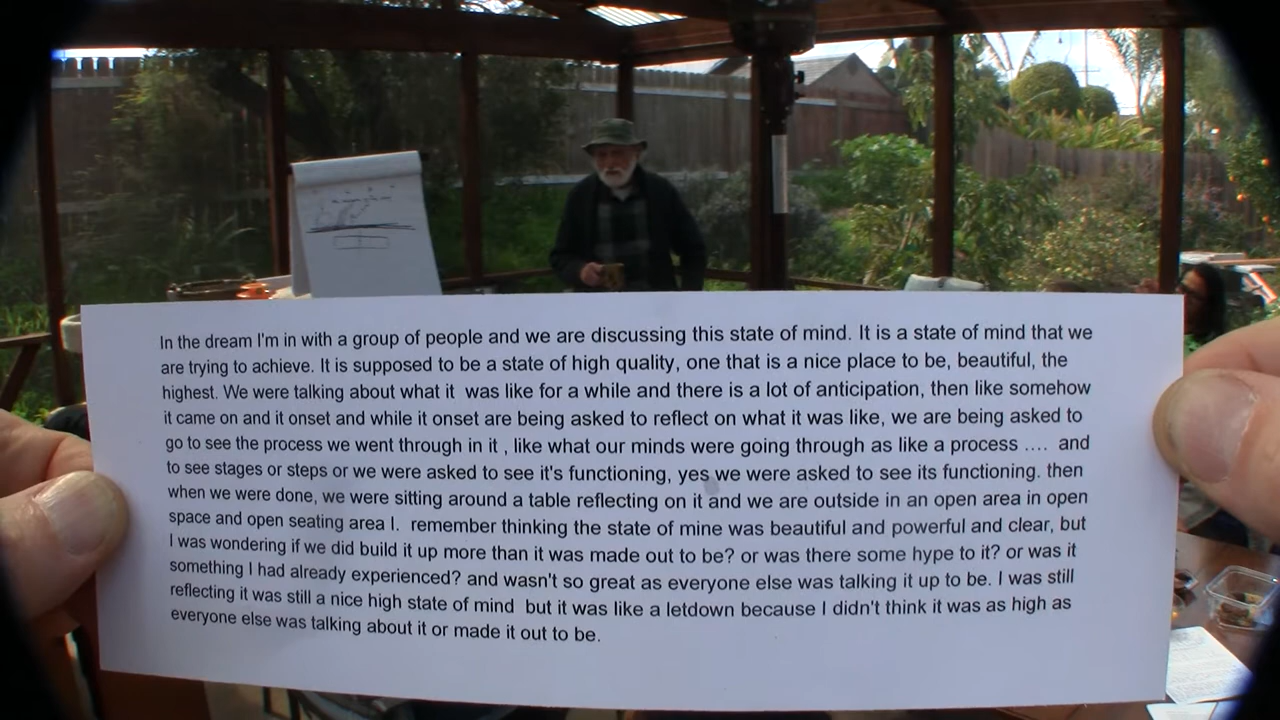 In the dream I'm in with a group of people and we are discussing this state of mind. It is a state of mind that we
are trying to achieve. It is supposed to be a state of high quality, one that is a nice place to be, beautiful, the
highest. We were talking about what it  was like for a while and there is a lot of anticipation, then like somehow
it came on and it onset and while it onset are being asked to reflect on what it was like, we are being asked to
go to see the process we went through in it , like what our minds were going through as like a process ....  and
to see stages or steps or we were asked to see it's functioning, yes we were asked to see its functioning. then
when we were done, we were sitting around a table reflecting on it and we are outside in an open area in open
space and open seating area I.  remember thinking the state of mine was beautiful and powerful and clear, but
I was wondering if we did build it up more than it was made out to be? or was there some hype to it? or was it
something I had already experienced? and wasn't so great as everyone else was talking it up to be. I was still
reflecting it was still a nice high state of mind  but it was like a letdown because I didn't think it was as high as
everyone else was talking about it or made it out to be.